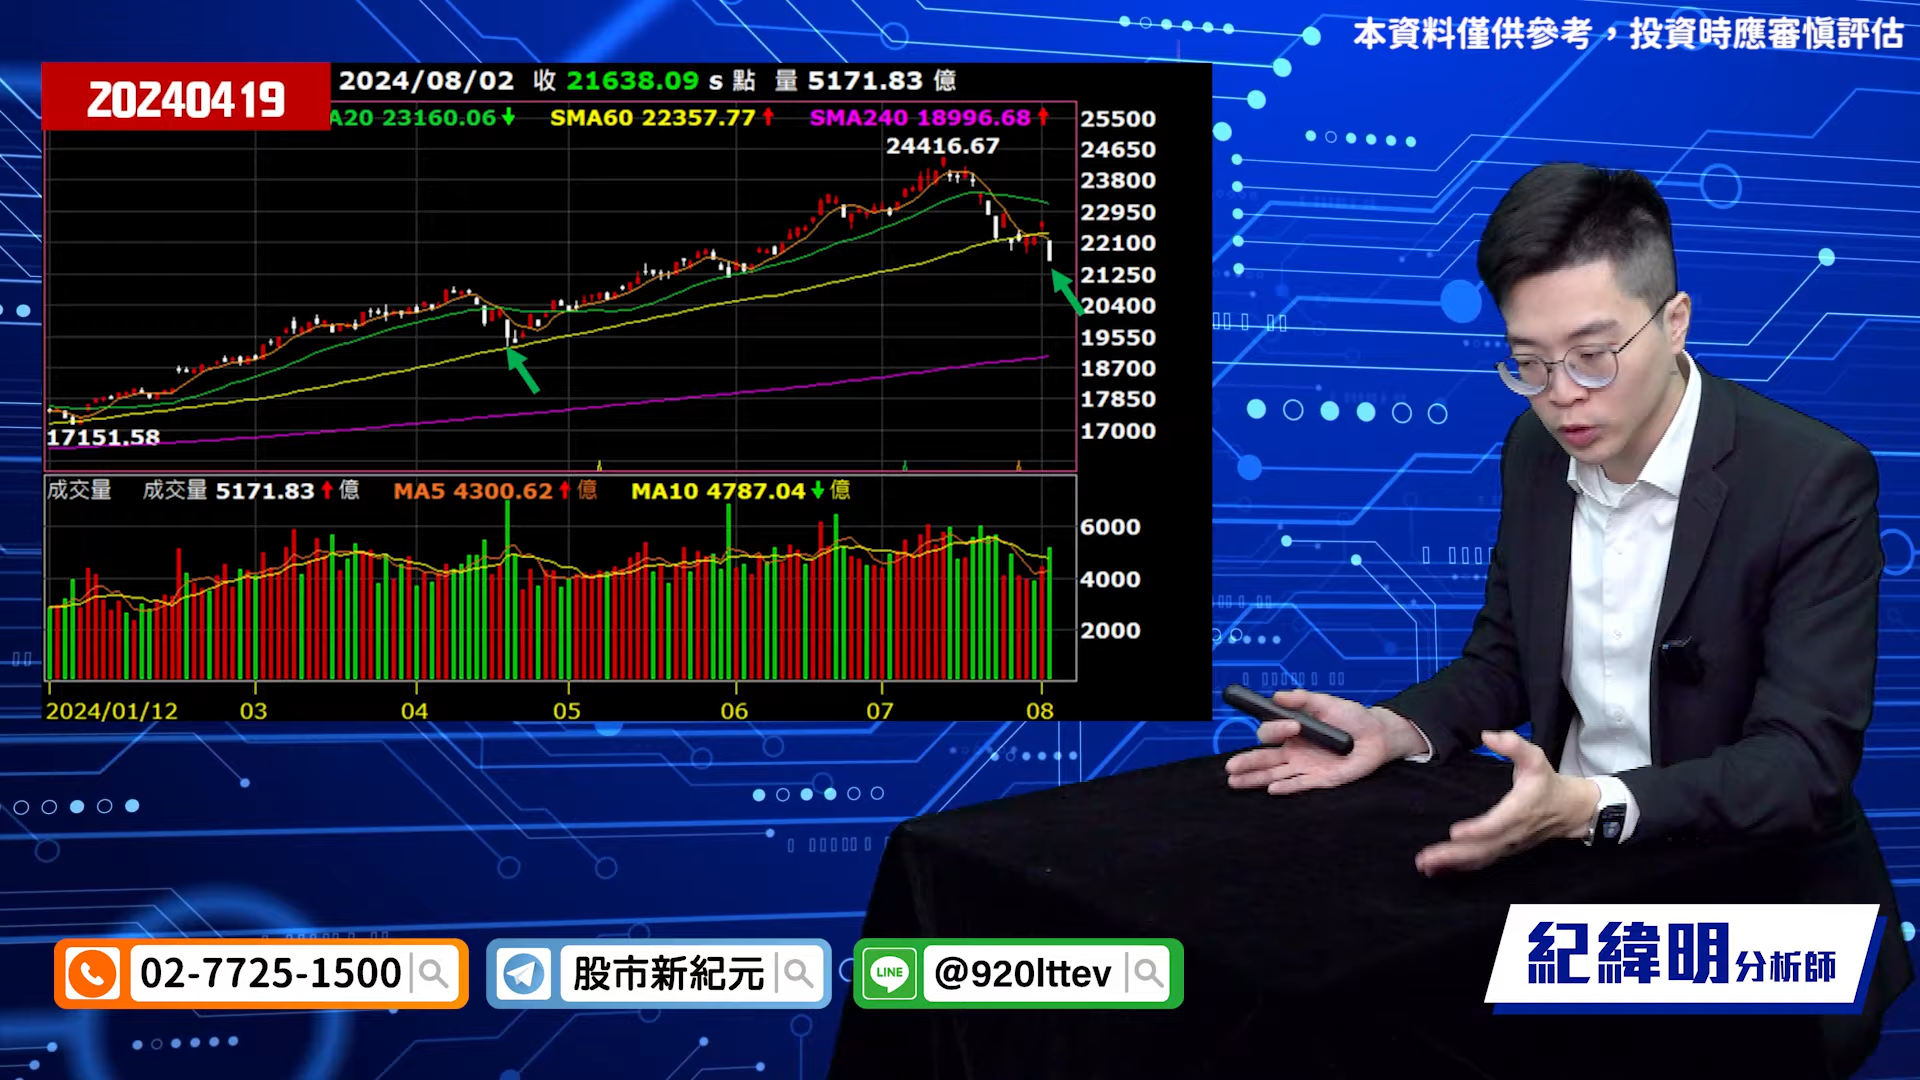 本資料僅供參考，投資時應審慎評估
20240419
2024/08/02 收 21638.09 s 點 量 5171.83 億
A20 23160.06↓ SMA60 22357.77↑ SMA240 18996.68↑
24416.67
17151.58
25500
24650
23800
22950
22100
21250
20400
19550
18700
17850
17000
成交量 成交量 5171.83↑億 MA5 4300.62↑億 MA10 4787.04↓億
6000
4000
2000
2024/01/12 03 04 05 06 07 08
紀緯明分析師
02-7725-1500
股市新紀元
LINE @920lttev